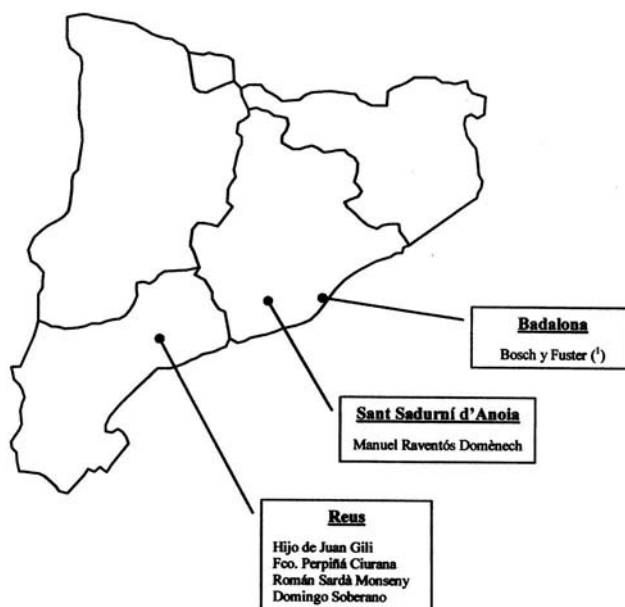 Badalona
Bosch y Fuster (¹)
Sant Sadurní d'Anoia
Manuel Raventós Domènech
Reus
Hijo de Juan Gili
Fco. Perpiñá Ciurana
Román Sardà Monseny
Domingo Soberano